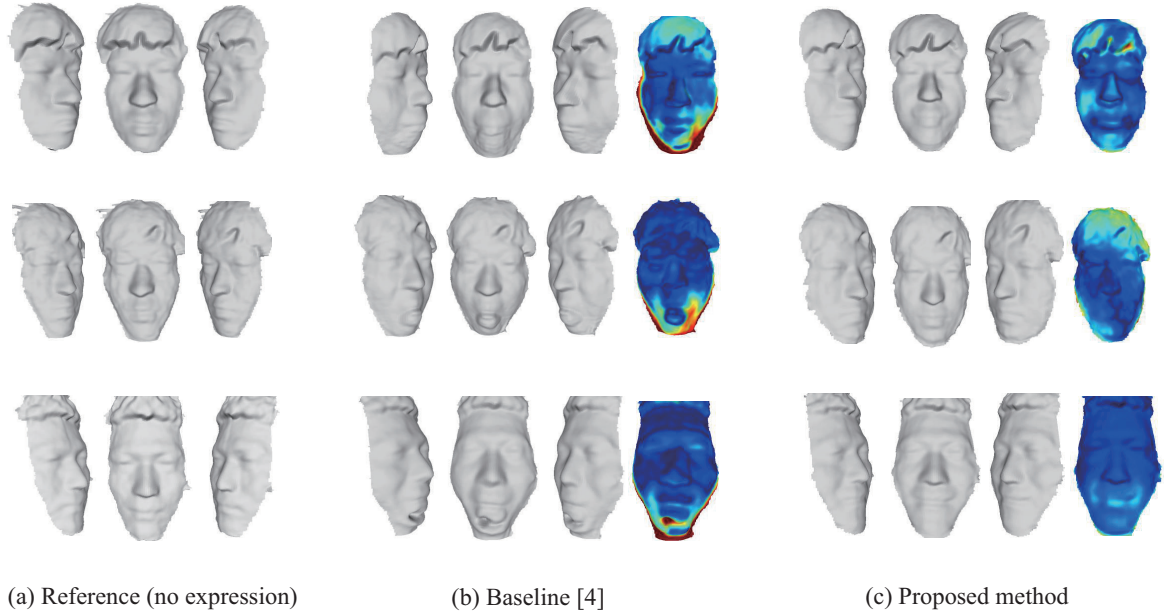 (a) Reference (no expression)
(b) Baseline [4]
(c) Proposed method